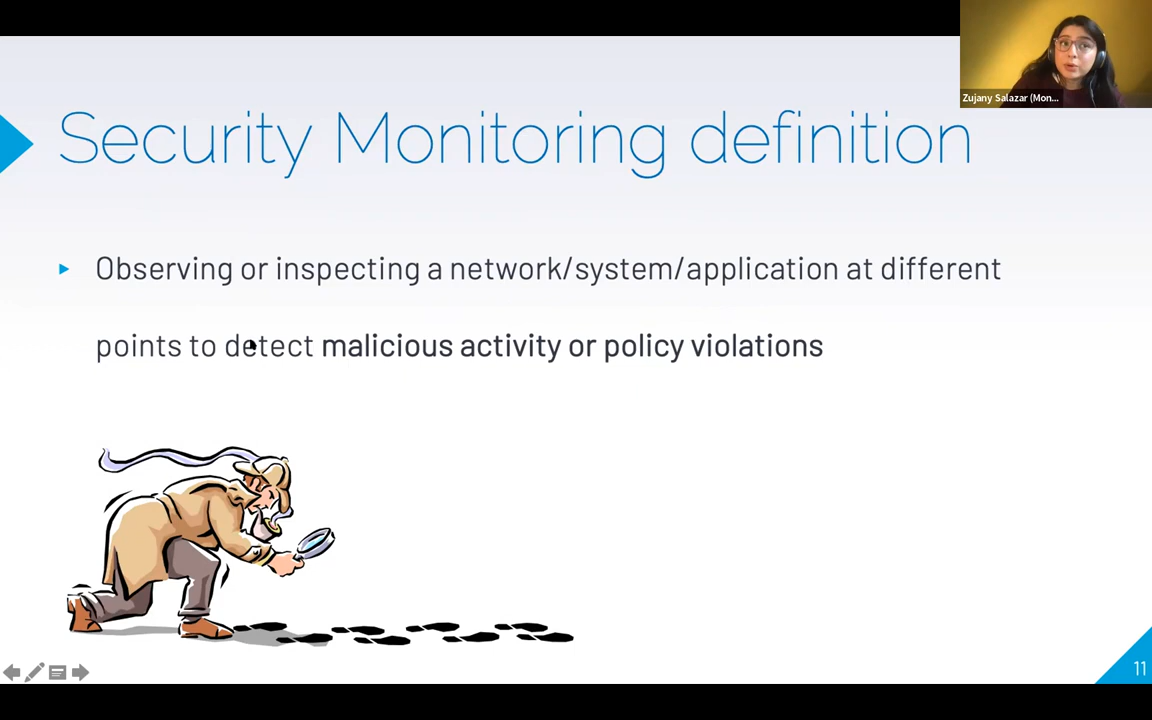 Zujany Salazar (Mon...
Security Monitoring definition
Observing or inspecting a network/system/application at different
points to detect malicious activity or policy violations
11